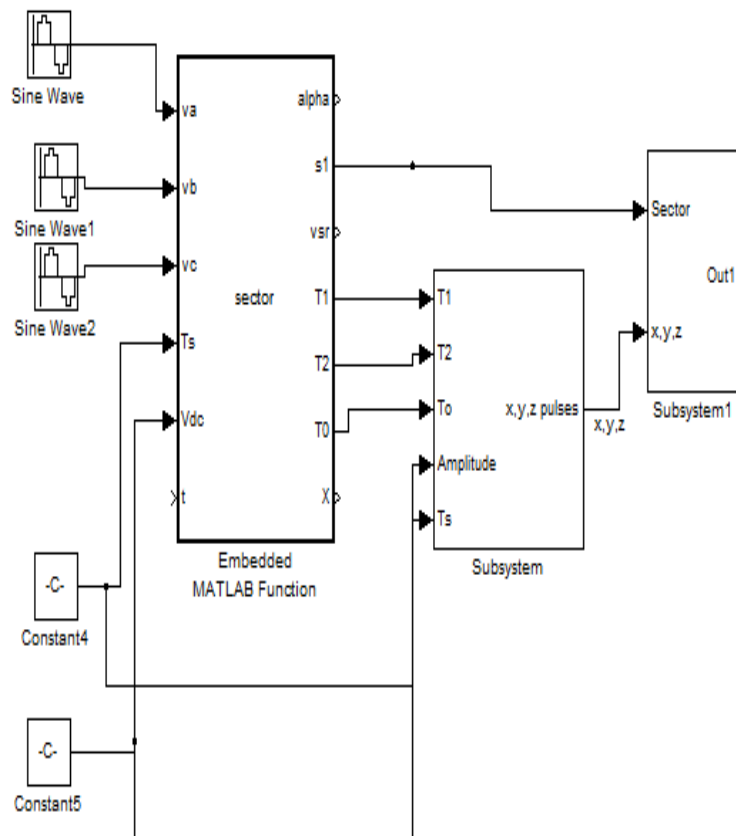 Sine Wave
Sine Wave1
Sine Wave2
va
vb
vc
Ts
Vdc
t
sector
alpha
s1
vsr
T1
T2
T0
X
Embedded
MATLAB Function
T1
T2
To
Amplitude
Ts
x,y,z pulses
x,y,z
Subsystem
Sector
x,y,z
Out1
Subsystem1
-C-
Constant4
-C-
Constant5